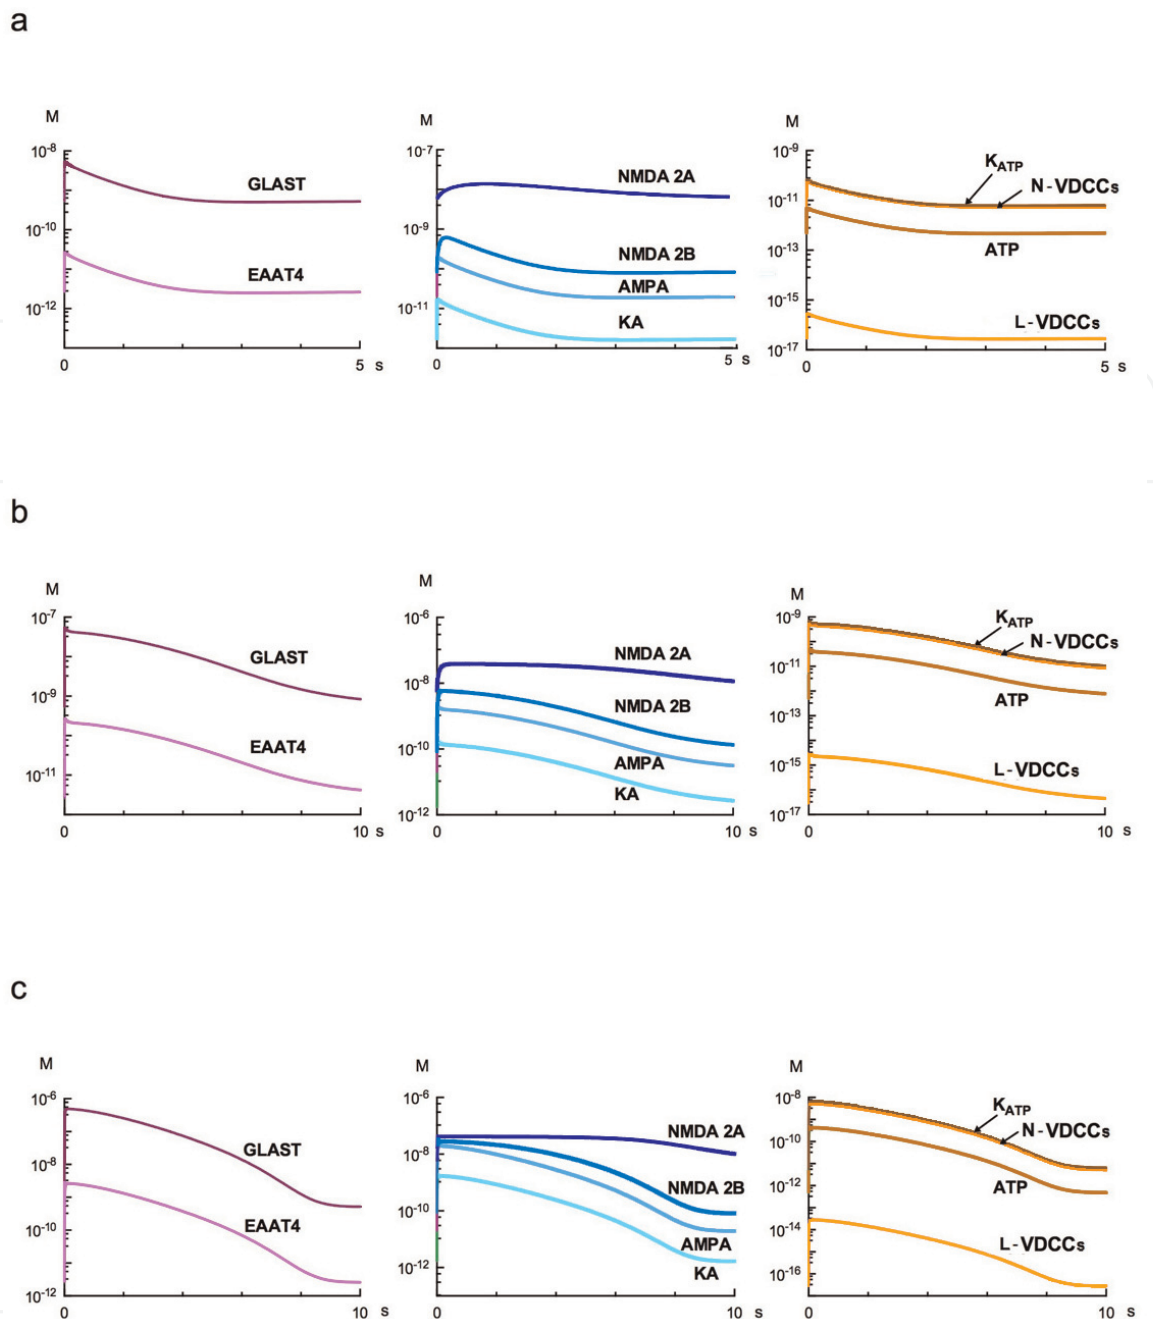 a
M
10-8
10-10
10-12
GLAST
EAAT4
0
5 s
M
10-7
10-9
10-11
NMDA 2A
NMDA 2B
AMPA
KA
0
5 s
M
10-9
10-11
10-13
10-15
10-17
KATP
N-VDCCs
ATP
L-VDCCs
0
5 s
b
M
10-7
10-9
10-11
GLAST
EAAT4
0
10 s
M
10-6
10-8
10-10
10-12
NMDA 2A
NMDA 2B
AMPA
KA
0
10 s
M
10-9
10-11
10-13
10-15
10-17
KATP
N-VDCCs
ATP
L-VDCCs
0
10 s
c
M
10-6
10-8
10-10
10-12
GLAST
EAAT4
0
10 s
M
10-6
10-8
10-10
10-12
NMDA 2A
NMDA 2B
AMPA
KA
0
10 s
M
10-8
10-10
10-12
10-14
10-16
KATP
N-VDCCs
ATP
L-VDCCs
0
10 s